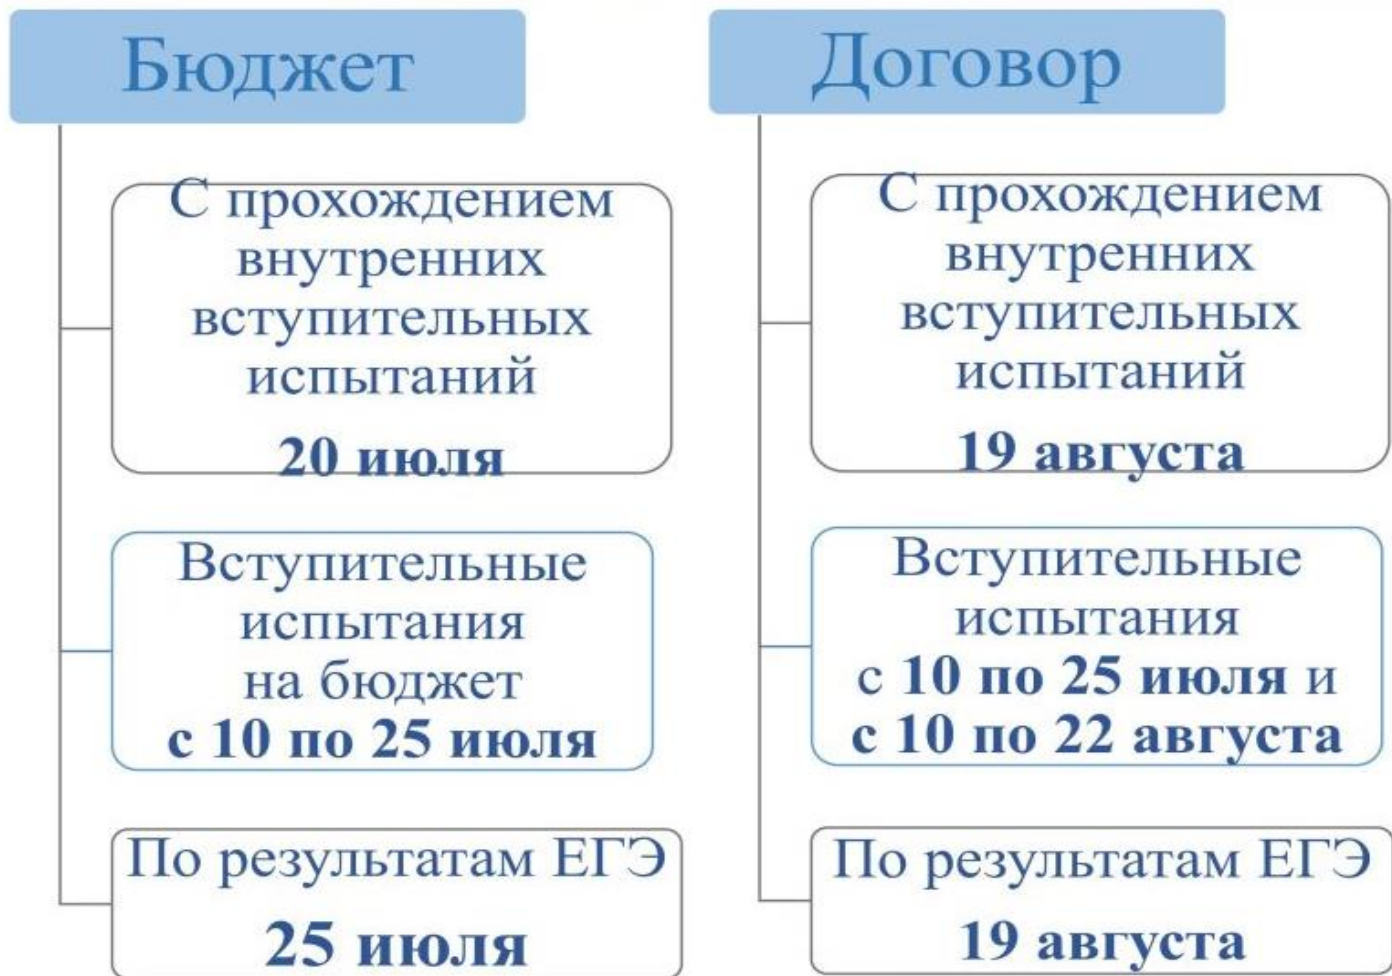 Бюджет
С прохождением
внутренних
вступительных
испытаний
20 июля
Вступительные
испытания
на бюджет
с 10 по 25 июля
По результатам ЕГЭ
25 июля
Договор
С прохождением
внутренних
вступительных
испытаний
19 августа
Вступительные
испытания
с 10 по 25 июля и
с 10 по 22 августа
По результатам ЕГЭ
19 августа